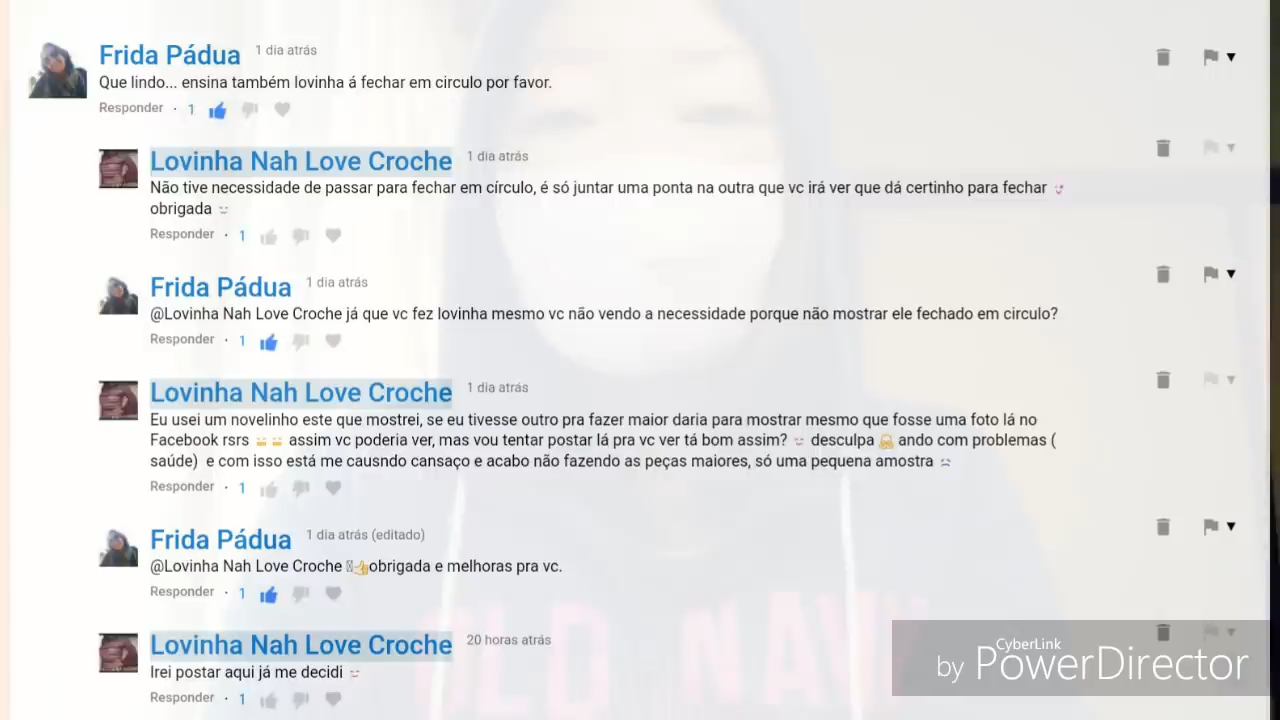 Frida Pádua 1 dia atrás
Que lindo... ensina também lovinha á fechar em circulo por favor.
Responder · 1
Lovinha Nah Love Croche 1 dia atrás
Não tive necessidade de passar para fechar em círculo, é só juntar uma ponta na outra que vc irá ver que dá certinho para fechar
obrigada
Responder · 1
Frida Pádua 1 dia atrás
@Lovinha Nah Love Croche já que vc fez lovinha mesmo vc não vendo a necessidade porque não mostrar ele fechado em circulo?
Responder · 1
Lovinha Nah Love Croche 1 dia atrás
Eu usei um novelinho este que mostrei, se eu tivesse outro pra fazer maior daria para mostrar mesmo que fosse uma foto lá no
Facebook rsrs assim vc poderia ver, mas vou tentar postar lá pra vc ver tá bom assim? desculpa ando com problemas (
saúde) e com isso está me causndo cansaço e acabo não fazendo as peças maiores, só uma pequena amostra
Responder · 1
Frida Pádua 1 dia atrás (editado)
@Lovinha Nah Love Croche 👍obrigada e melhoras pra vc.
Responder · 1
OLD NAVY
Lovinha Nah Love Croche 20 horas atrás
Irei postar aqui já me decidi
Responder · 1
CyberLink
by PowerDirector